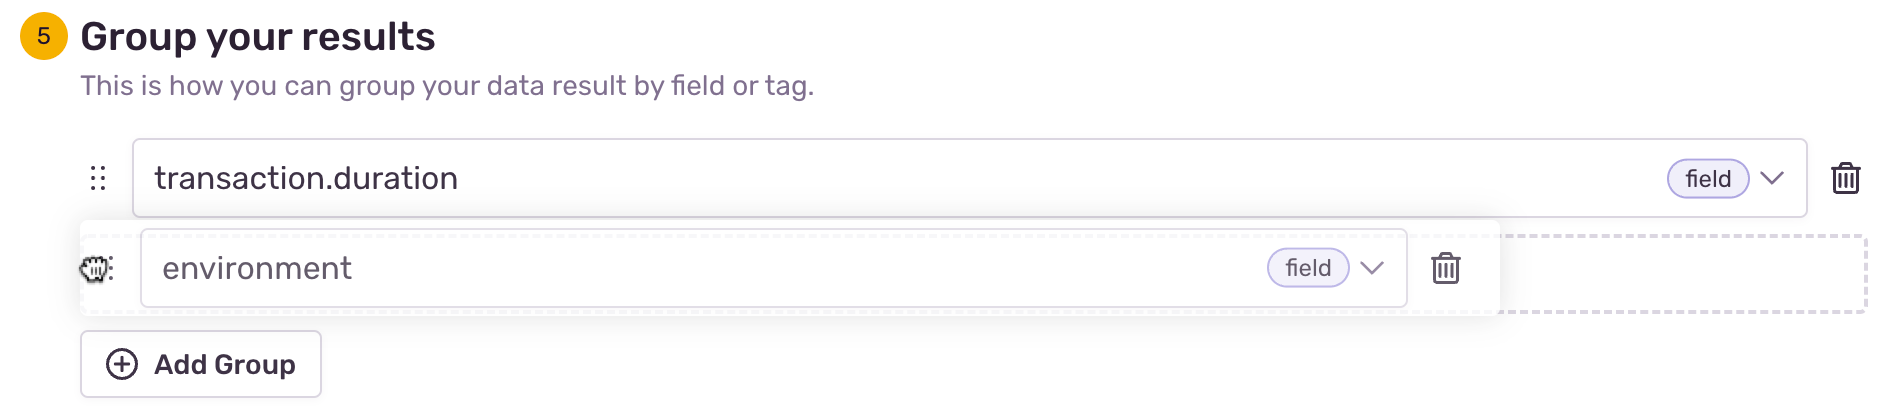 5 Group your results
This is how you can group your data result by field or tag.
transaction.duration field
environment field
Add Group